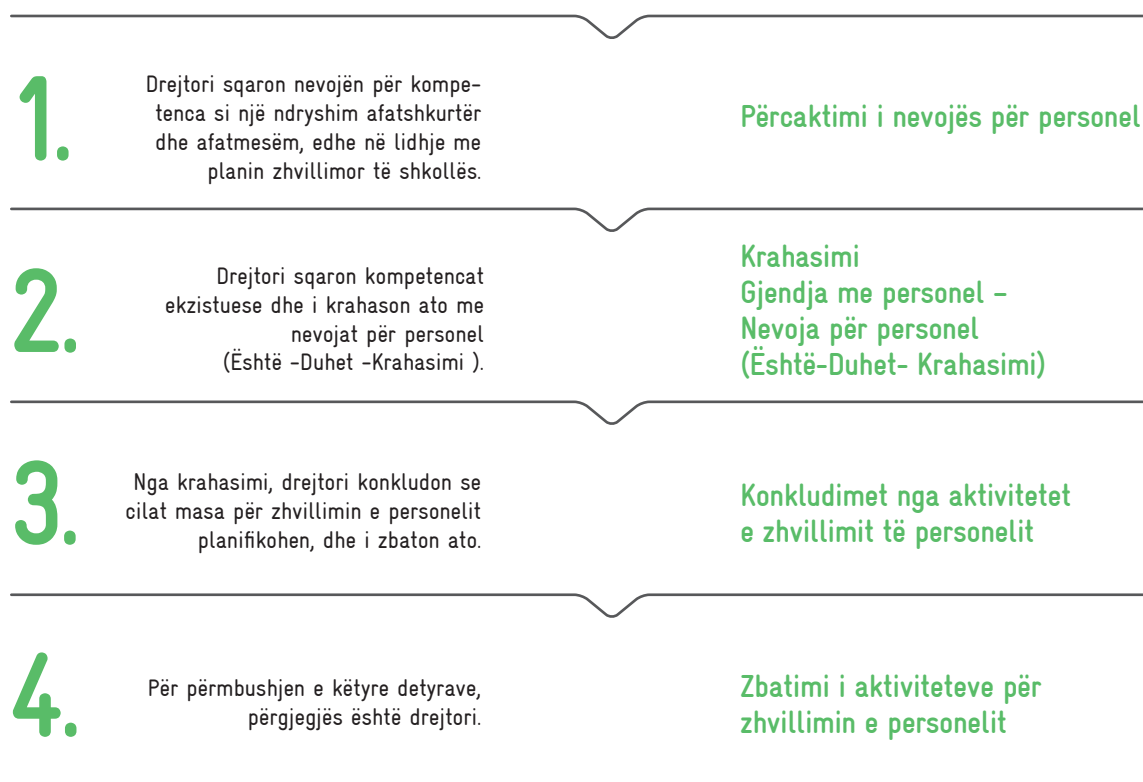 1.
Drejtori sqaron nevojën për kompe-
tenca si një ndryshim afatshkurtër
dhe afatmesëm, edhe në lidhje me
planin zhvillimor të shkollës.
Përcaktimi i nevojës për personel
2.
Drejtori sqaron kompetencat
ekzistuese dhe i krahason ato me
nevojat për personel
(Është -Duhet -Krahasimi ).
Krahasimi
Gjendja me personel –
Nevoja për personel
(Është-Duhet- Krahasimi)
3.
Nga krahasimi, drejtori konkludon se
cilat masa për zhvillimin e personelit
planifikohen, dhe i zbaton ato.
Konkludimet nga aktivitetet
e zhvillimit të personelit
4.
Për përmbushjen e këtyre detyrave,
përgjegjës është drejtori.
Zbatimi i aktiviteteve për
zhvillimin e personelit